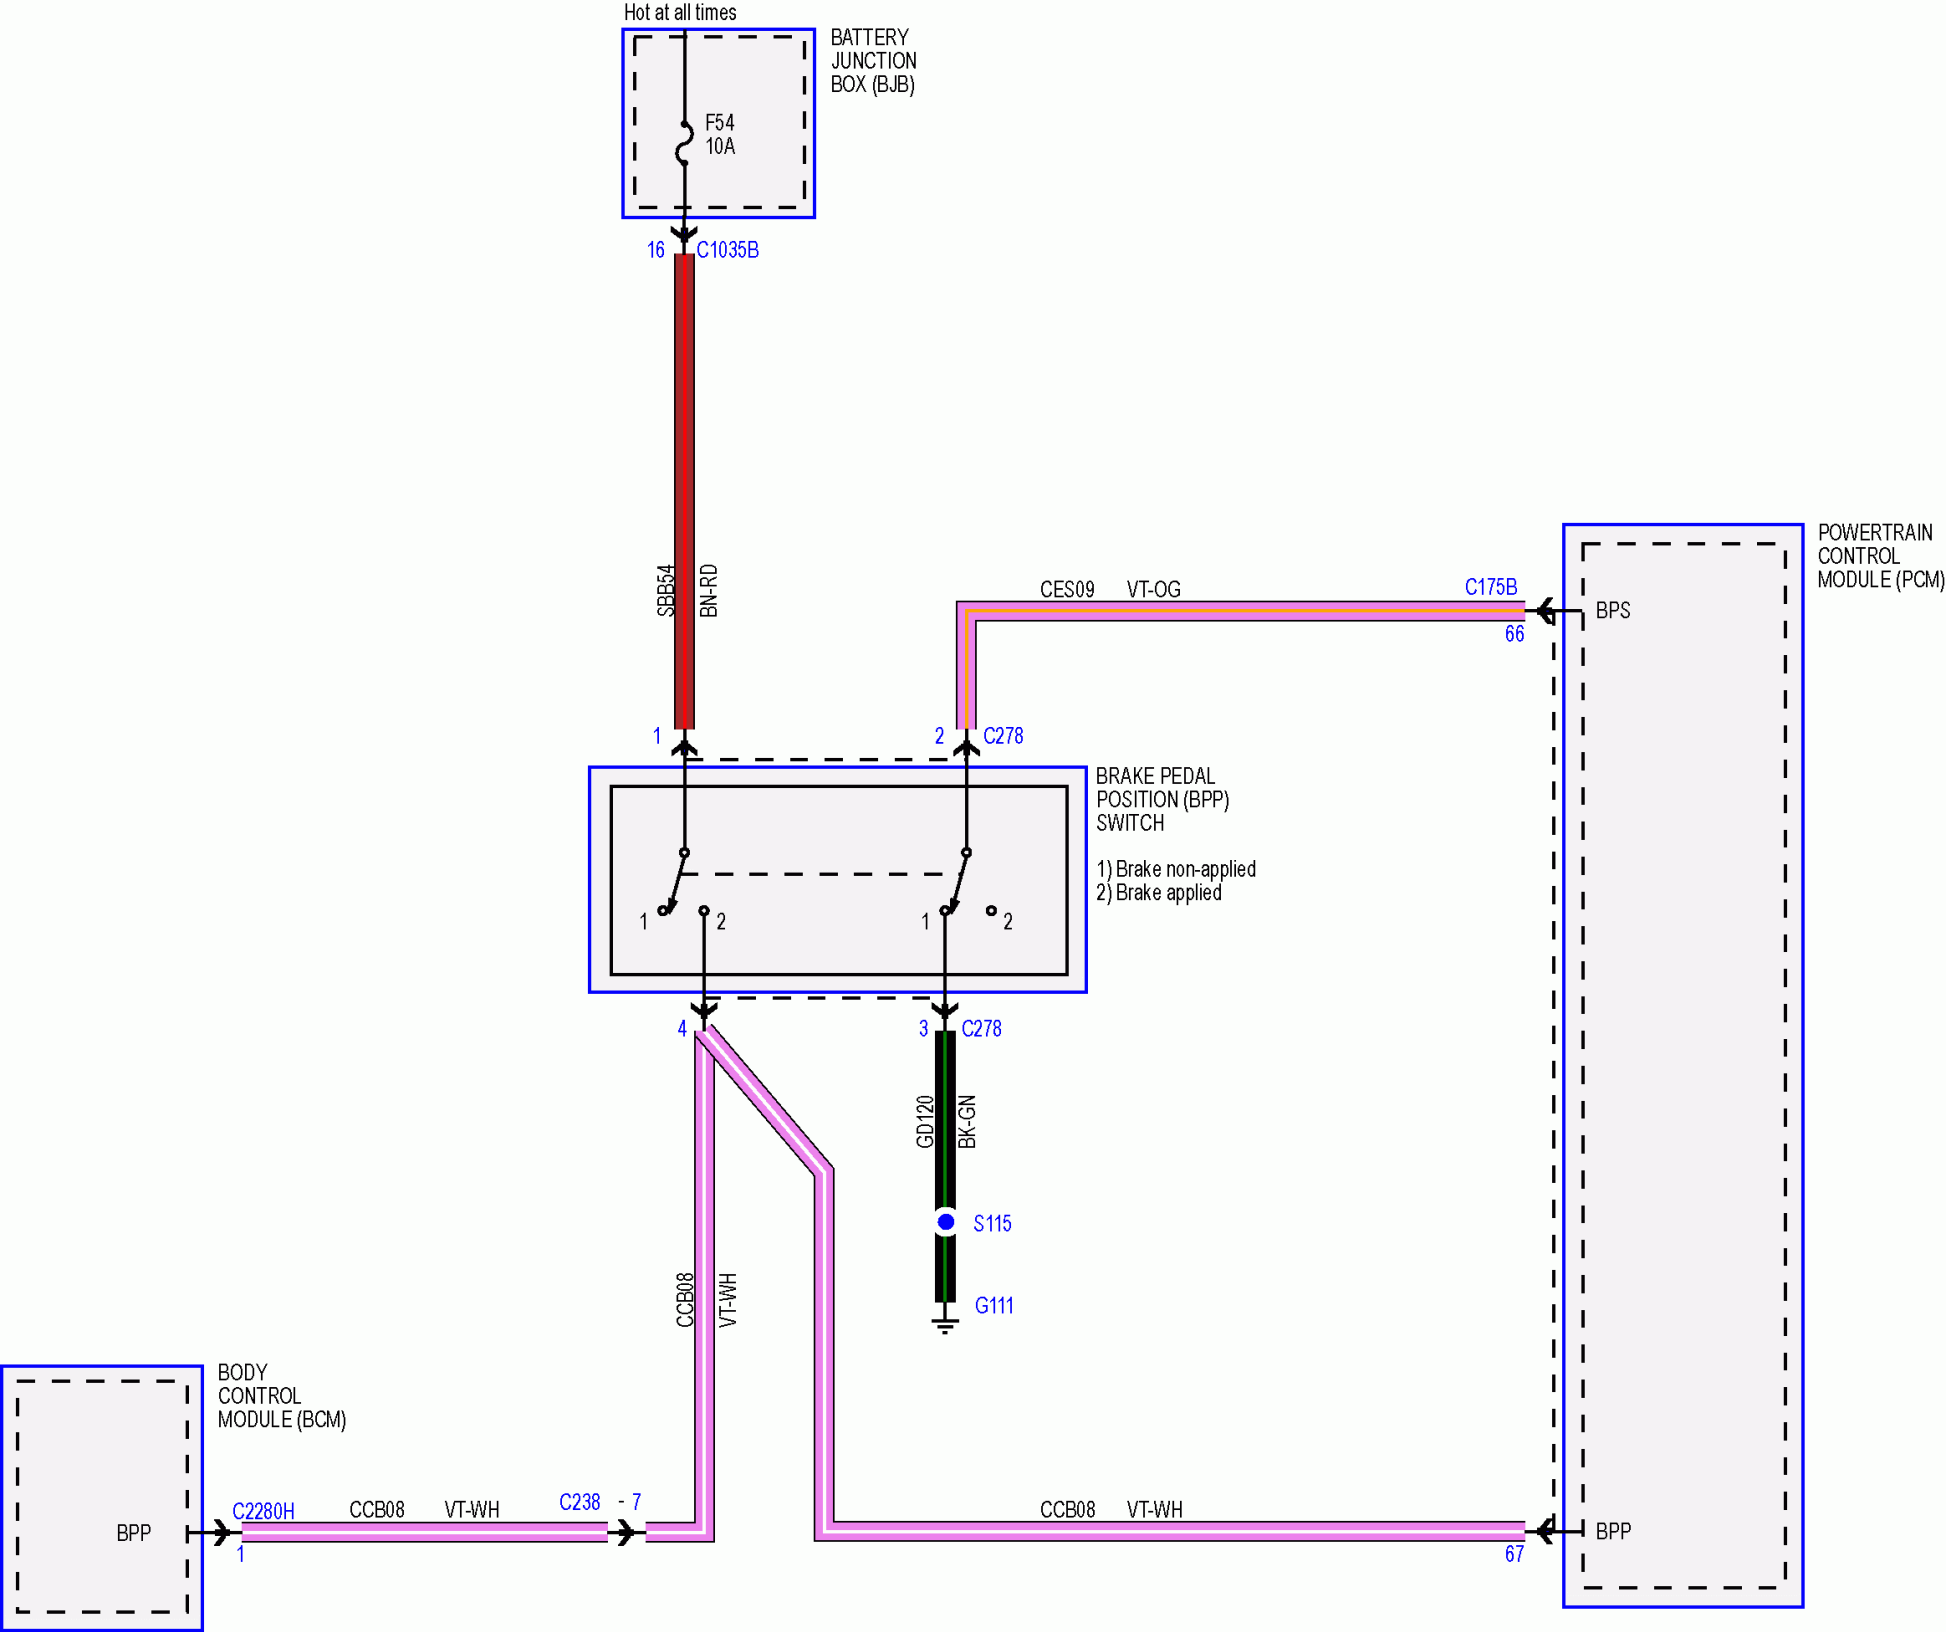 Hot at all times
BATTERY
JUNCTION
BOX (BJB)
F54
10A
16 C1035B
SBB54 BN-RD
POWERTRAIN
CONTROL
MODULE (PCM)
CES09 VT-OG C175B
BPS
66
1 2 C278
BRAKE PEDAL
POSITION (BPP)
SWITCH
1) Brake non-applied
2) Brake applied
1 2 1 2
4 3 C278
GD120 BK-GN
S115
CCB08 VT-WH
G111
BODY
CONTROL
MODULE (BCM)
C2280H CCB08 VT-WH C238 - 7
CCB08 VT-WH
BPP
BPP
1
67